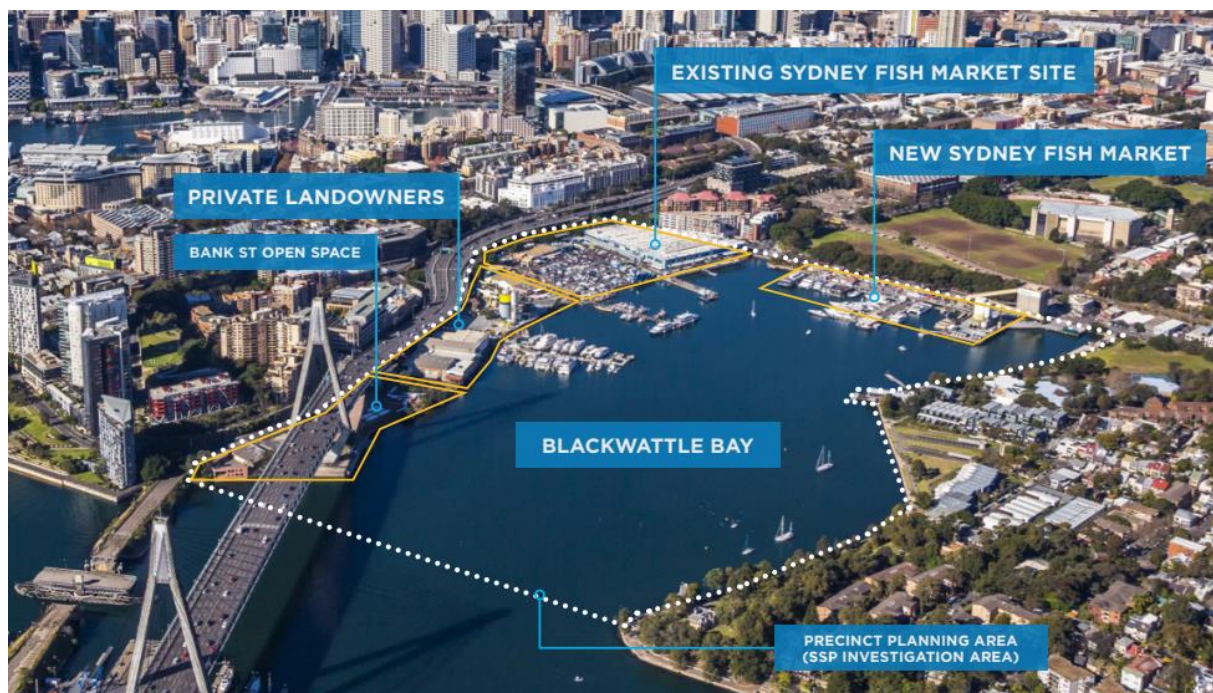 EXISTING SYDNEY FISH MARKET SITE
NEW SYDNEY FISH MARKET
PRIVATE LANDOWNERS
BANK ST OPEN SPACE
BLACKWATTLE BAY
PRECINCT PLANNING AREA
(SSP INVESTIGATION AREA)